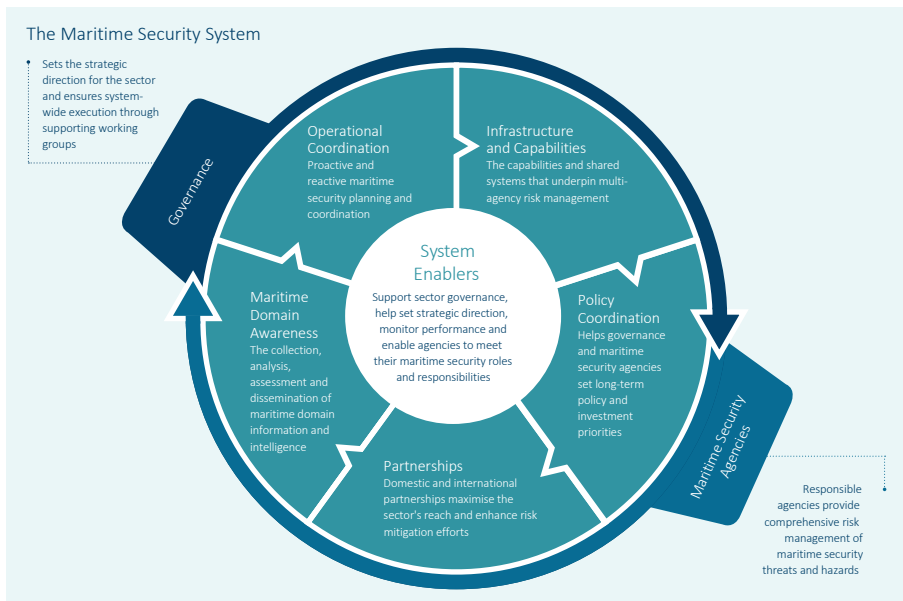 The Maritime Security System
Sets the strategic
direction for the sector
and ensures system-
wide execution through
supporting working
groups
Governance
Operational
Coordination
Proactive and
reactive maritime
security planning and
coordination
Infrastructure
and Capabilities
The capabilities and shared
systems that underpin multi-
agency risk management
System
Enablers
Support sector governance,
help set strategic direction,
monitor performance and
enable agencies to meet
their maritime security roles
and responsibilities
Maritime
Domain
Awareness
The collection,
analysis,
assessment and
dissemination of
maritime domain
information and
intelligence
Policy
Coordination
Helps governance
and maritime
security agencies
set long-term
policy and
investment
priorities
Partnerships
Domestic and international
partnerships maximise the
sector's reach and enhance risk
mitigation efforts
Maritime Security
Agencies
Responsible
agencies provide
comprehensive risk
management of
maritime security
threats and hazards